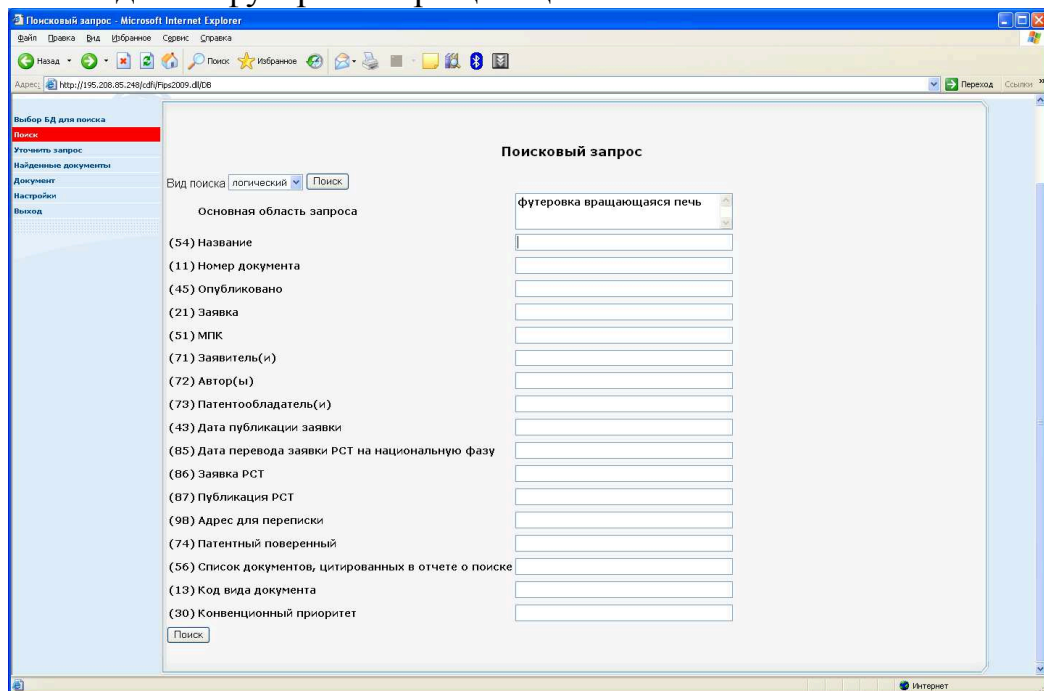 Поисковый запрос - Microsoft Internet Explorer
Файл Правка Вид Избранное Сервис Справка
Назад Поиск Избранное
Адрес: http://195.208.85.248/cdfi/Fips2009.dll/DB Переход Ссылки »
Выбор БД для поиска
Поиск
Уточнить запрос
Найденные документы
Документ
Настройки
Выход
Поисковый запрос
Вид поиска логический Поиск
Основная область запроса футеровка вращающаяся печь
(54) Название
(11) Номер документа
(45) Опубликовано
(21) Заявка
(51) МПК
(71) Заявитель(и)
(72) Автор(ы)
(73) Патентообладатель(и)
(43) Дата публикации заявки
(85) Дата перевода заявки РСТ на национальную фазу
(86) Заявка РСТ
(87) Публикация РСТ
(98) Адрес для переписки
(74) Патентный поверенный
(56) Список документов, цитированных в отчете о поиске
(13) Код вида документа
(30) Конвенционный приоритет
Поиск
Интернет